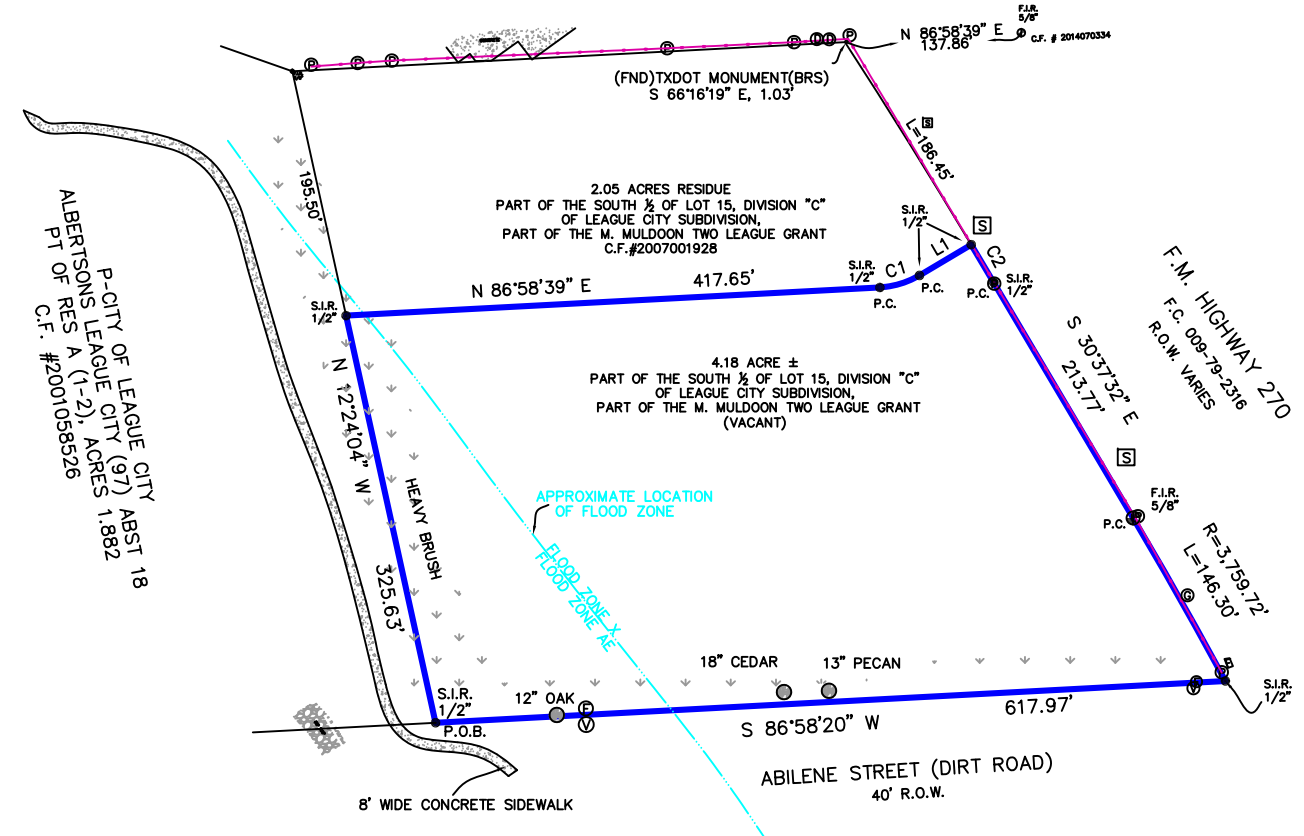 F.I.R.
5/8"
N 86°58'39" E
137.86'
C.F. # 2014070334
(FND)TXDOT MONUMENT(BRS)
S 66°16'19" E, 1.03'
S
L=186.45'
195.50'
2.05 ACRES RESIDUE
PART OF THE SOUTH ½ OF LOT 15, DIVISION "C"
OF LEAGUE CITY SUBDIVISION,
PART OF THE M. MULDOON TWO LEAGUE GRANT
C.F.#2007001928
S.I.R.
1/2"
S
L1
C1
C2
S.I.R.
1/2"
P.C.
P.C.
P.C.
S.I.R.
1/2"
N 86°58'39" E
417.65'
S.I.R.
1/2"
F.M. HIGHWAY 270
F.C. 009-79-2316
R.O.W. VARIES
S 30°37'32" E
213.77'
4.18 ACRE ±
PART OF THE SOUTH ½ OF LOT 15, DIVISION "C"
OF LEAGUE CITY SUBDIVISION,
PART OF THE M. MULDOON TWO LEAGUE GRANT
(VACANT)
P-CITY OF LEAGUE CITY
ALBERTSONS LEAGUE CITY (97) ABST 18
PT OF RES A (1-2), ACRES 1.882
C.F. #2001058526
N 12°24'04" W
325.63'
HEAVY BRUSH
APPROXIMATE LOCATION
OF FLOOD ZONE
FLOOD ZONE X
FLOOD ZONE AE
S
F.I.R.
5/8"
P.C.
R=3,759.72'
L=146.30'
G
18" CEDAR
13" PECAN
12" OAK
E
V
S.I.R.
1/2"
P.O.B.
S 86°58'20" W
617.97'
S.I.R.
1/2"
ABILENE STREET (DIRT ROAD)
40' R.O.W.
8' WIDE CONCRETE SIDEWALK
P
P
P
P
P
D
D
P